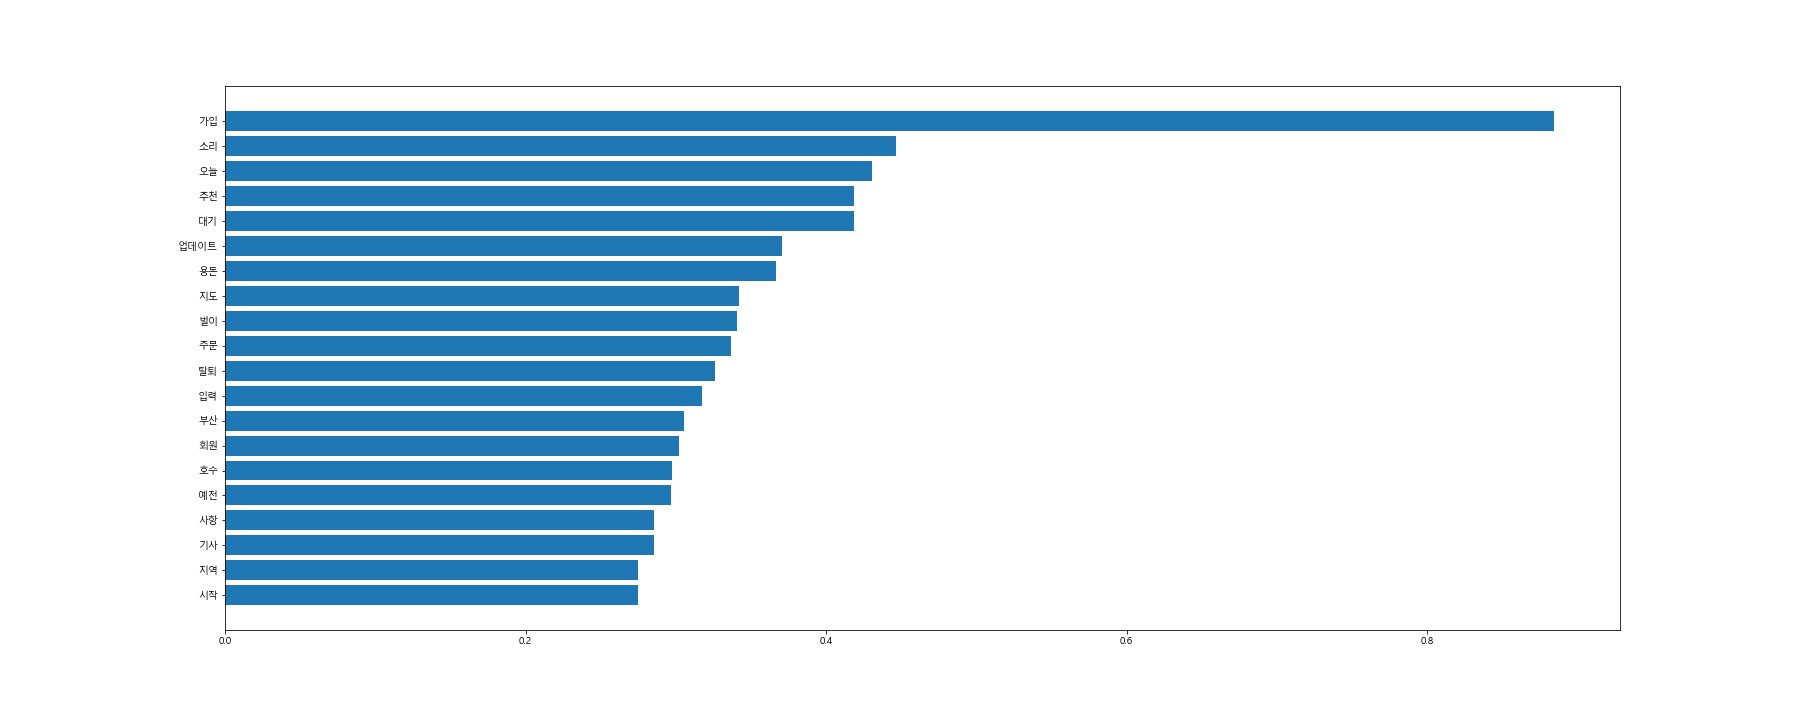 가입
소리
오늘
추천
대기
업데이트
용돈
지도
벌이
주문
탈퇴
입력
부산
회원
호수
예전
사항
기사
지역
시작
0.0 0.2 0.4 0.6 0.8